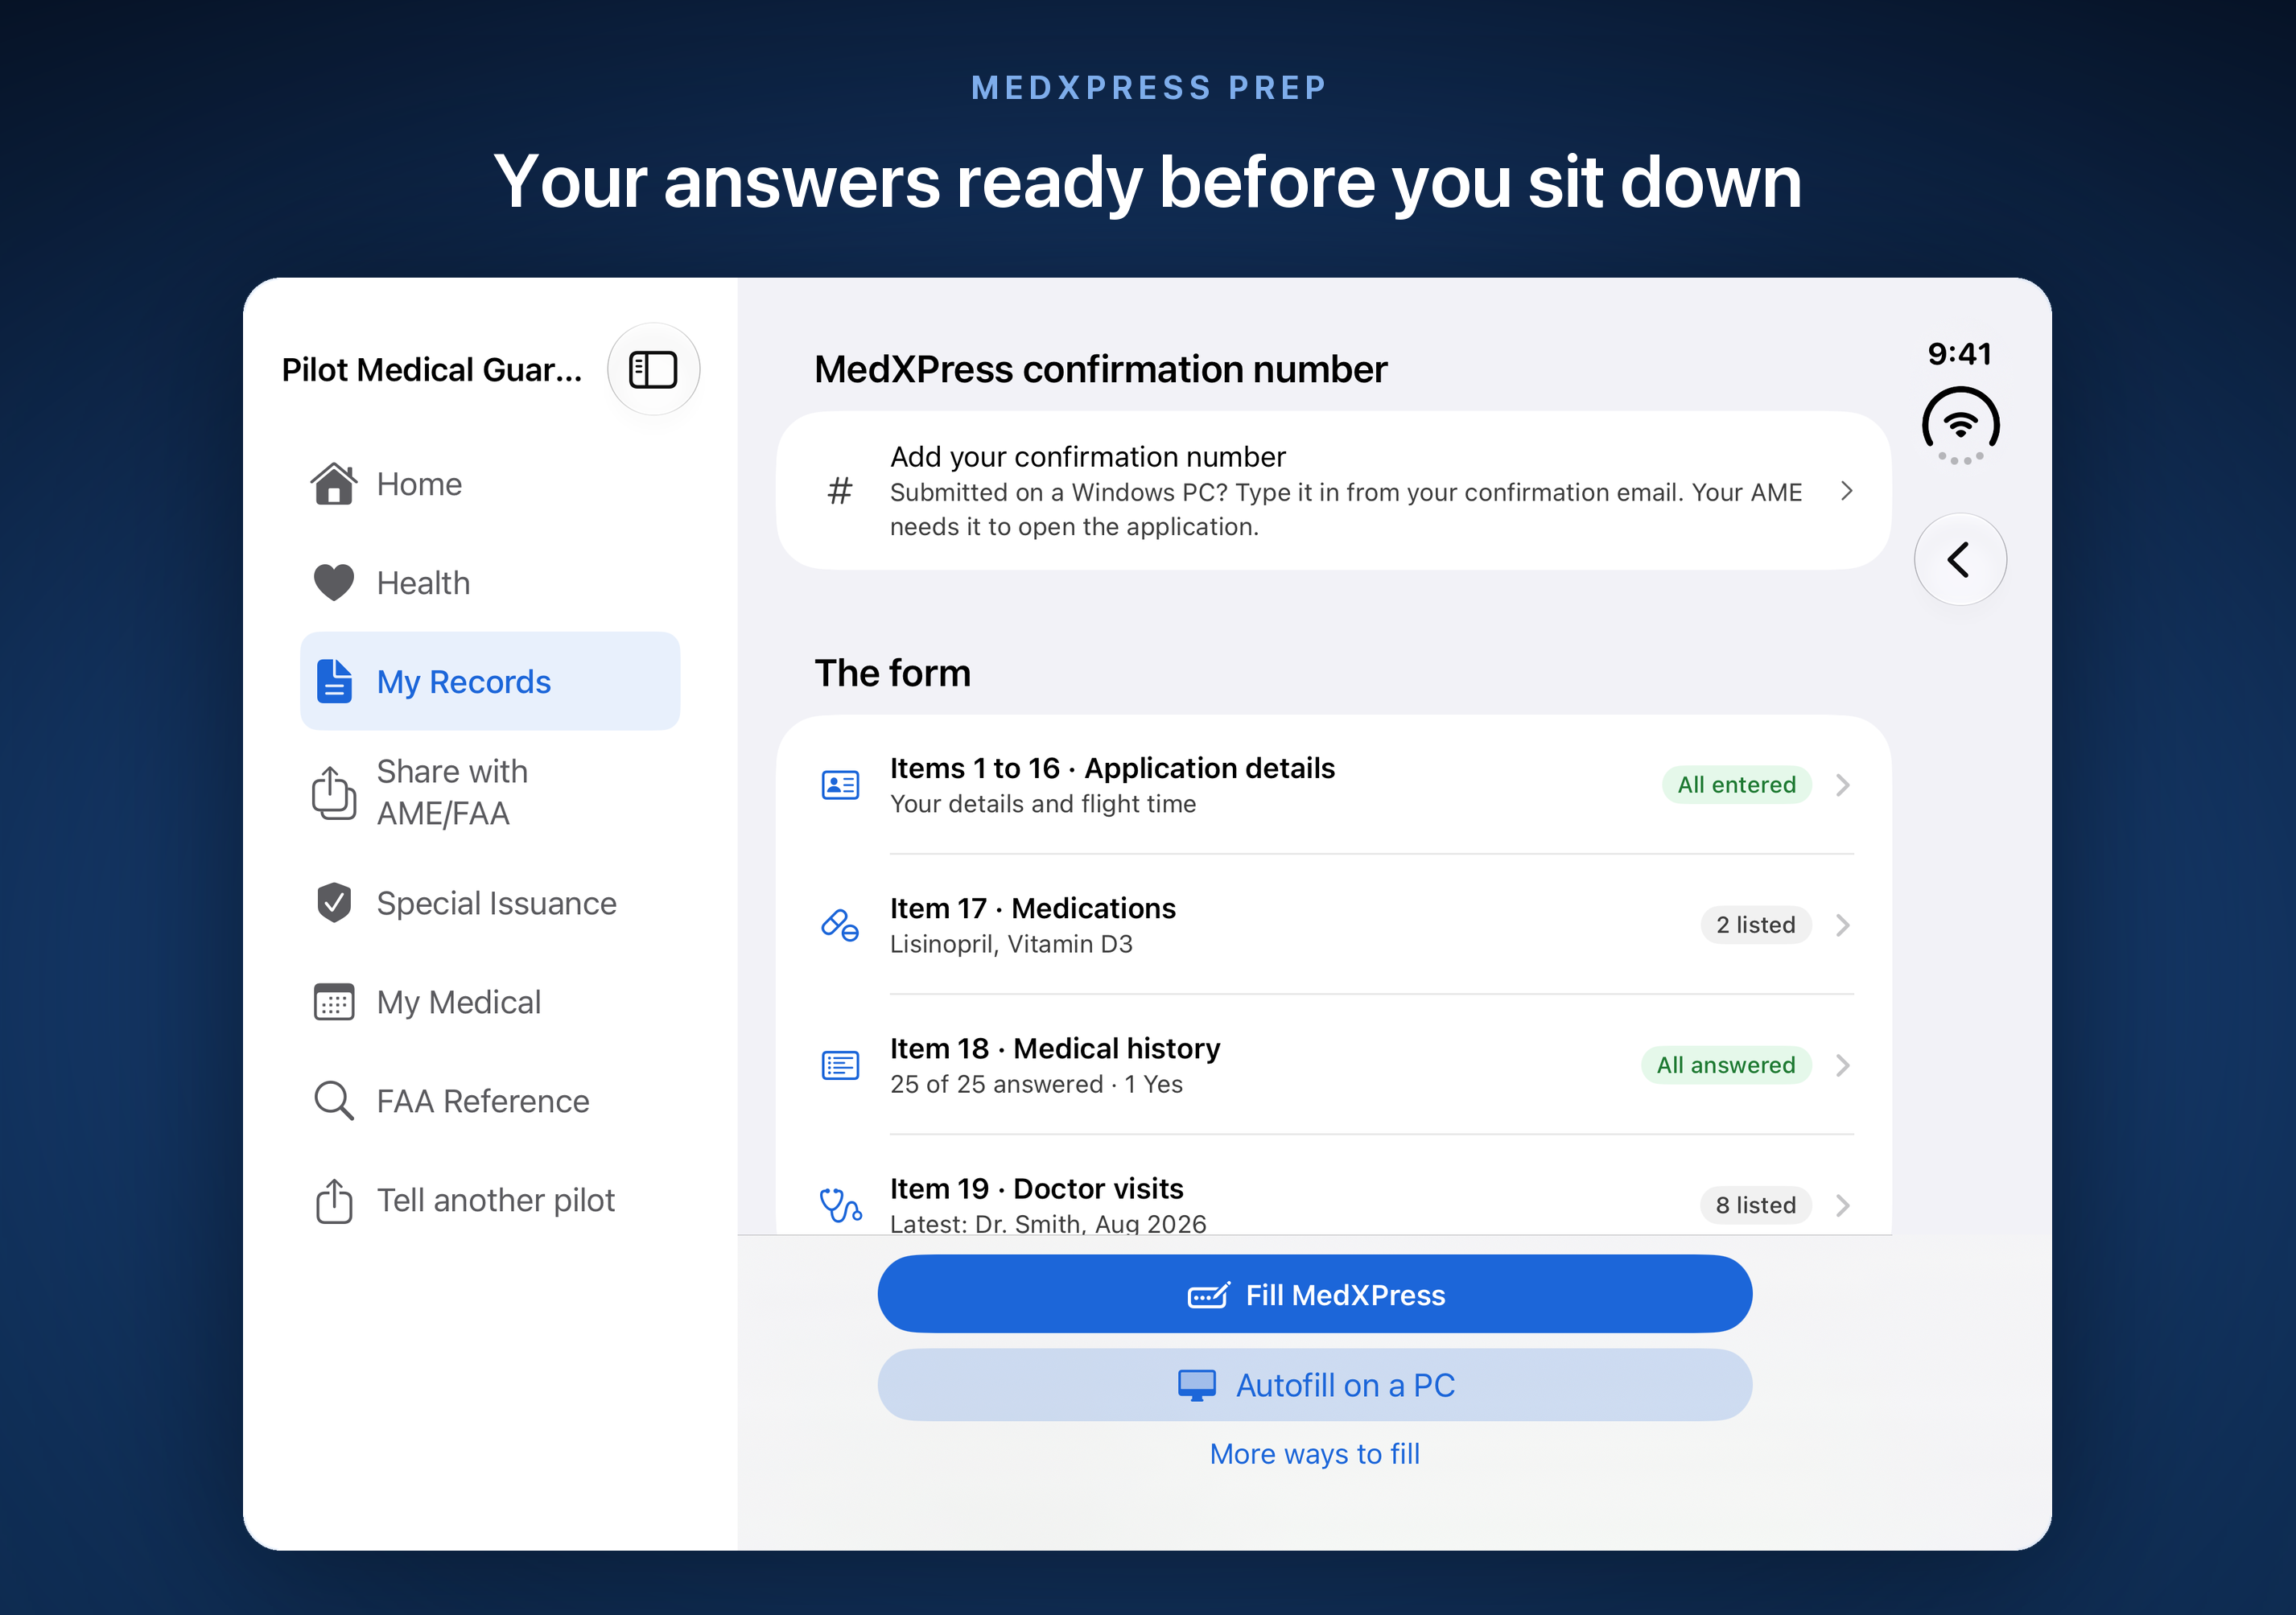 MEDXPRESS PREP
Your answers ready before you sit down
Pilot Medical Guar...
Home
Health
My Records
Share with
AME/FAA
Special Issuance
My Medical
FAA Reference
Tell another pilot
9:41
MedXPress confirmation number
#
Add your confirmation number
Submitted on a Windows PC? Type it in from your confirmation email. Your AME
needs it to open the application.
The form
Items 1 to 16 · Application details
Your details and flight time
All entered
Item 17 · Medications
Lisinopril, Vitamin D3
2 listed
Item 18 · Medical history
25 of 25 answered · 1 Yes
All answered
Item 19 · Doctor visits
Latest: Dr. Smith, Aug 2026
8 listed
Fill MedXPress
Autofill on a PC
More ways to fill